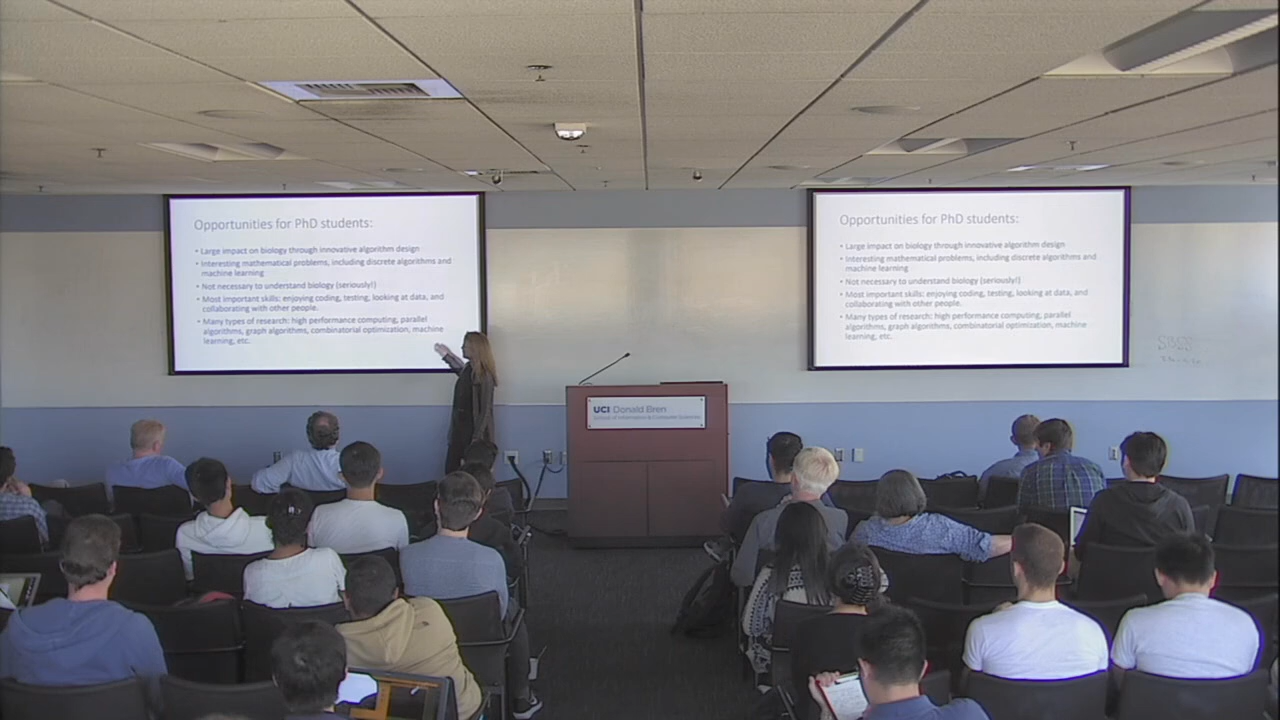 Opportunities for PhD students:
• Large impact on biology through innovative algorithm design
• Interesting mathematical problems, including discrete algorithms and
machine learning
• Not necessary to understand biology (seriously!)
• Most important skills: enjoying coding, testing, looking at data, and
collaborating with other people.
• Many types of research: high performance computing, parallel
algorithms, graph algorithms, combinatorial optimization, machine
learning, etc.
Opportunities for PhD students:
• Large impact on biology through innovative algorithm design
• Interesting mathematical problems, including discrete algorithms and
machine learning
• Not necessary to understand biology (seriously!)
• Most important skills: enjoying coding, testing, looking at data, and
collaborating with other people.
• Many types of research: high performance computing, parallel
algorithms, graph algorithms, combinatorial optimization, machine
learning, etc.
UCI Donald Bren
School of Information & Computer Sciences